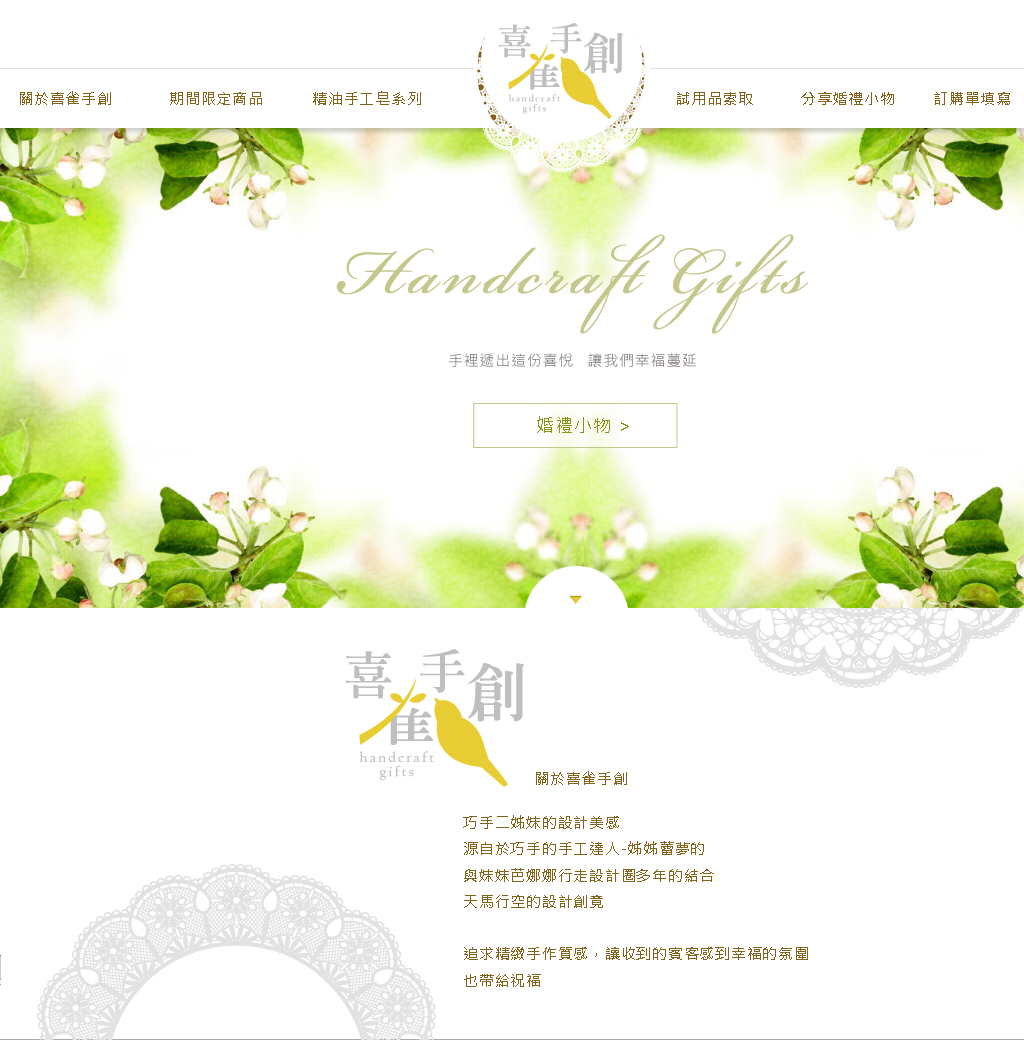 喜雀手創
handcraft
gifts
關於喜雀手創
期間限定商品
精油手工皂系列
試用品索取
分享婚禮小物
訂購單填寫
Handcraft Gifts
手裡遞出這份喜悅 讓我們幸福蔓延
婚禮小物 >
喜雀手創
handcraft
gifts
關於喜雀手創
巧手二姊妹的設計美感
源自於巧手的手工達人-姊姊蕾夢的
與妹妹芭娜娜行走設計圈多年的結合
天馬行空的設計創竟
追求精緻手作質感，讓收到的賓客感到幸福的氛圍
也帶給祝福